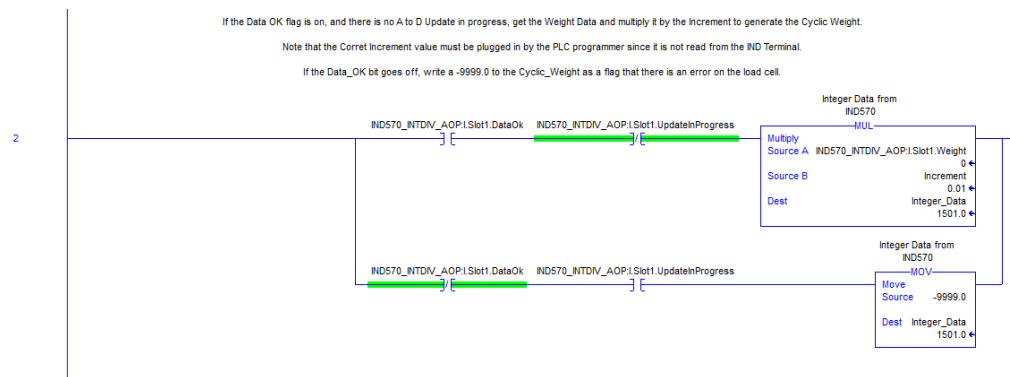 If the Data OK flag is on, and there is no A to D Update in progress, get the Weight Data and multiply it by the Increment to generate the Cyclic Weight.
Note that the Corret Increment value must be plugged in by the PLC programmer since it is not read from the IND Terminal.
If the Data_OK bit goes off, write a -9999.0 to the Cyclic_Weight as a flag that there is an error on the load cell.
Integer Data from
IND570
2
IND570_INTDIV_AOP:I.Slot1.DataOk IND570_INTDIV_AOP:I.Slot1.UpdateInProgress
MUL
Multiply
Source A IND570_INTDIV_AOP:I.Slot1.Weight
0
Source B Increment
0.01
Dest Integer_Data
1501.0
Integer Data from
IND570
IND570_INTDIV_AOP:I.Slot1.DataOk IND570_INTDIV_AOP:I.Slot1.UpdateInProgress
MOV
Move
Source -9999.0
Dest Integer_Data
1501.0